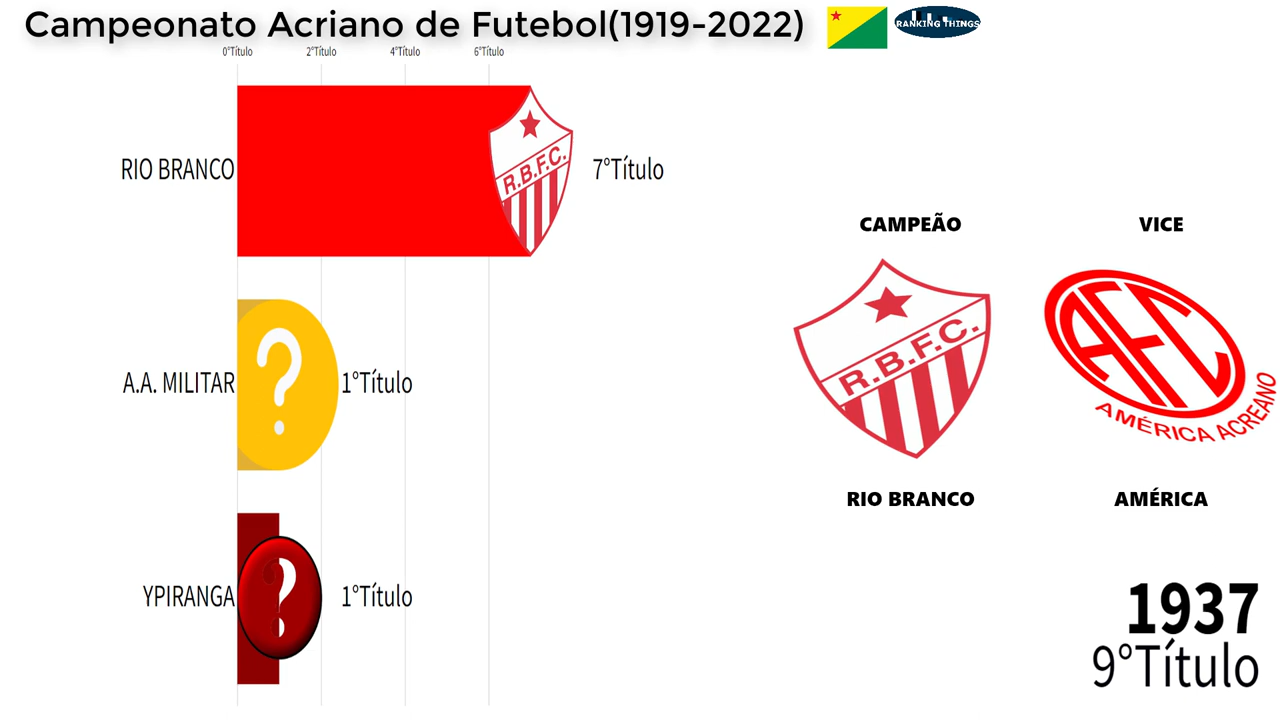 Campeonato Acriano de Futebol(1919-2022)
RANKING THINGS
0°Título 2°Título 4°Título 6°Título
RIO BRANCO
R.B.F.C.
7°Título
A.A. MILITAR
?
1°Título
YPIRANGA
?
1°Título
CAMPEÃO
VICE
R.B.F.C.
AFC
AMÉRICA ACREANO
RIO BRANCO
AMÉRICA
1937
9°Título